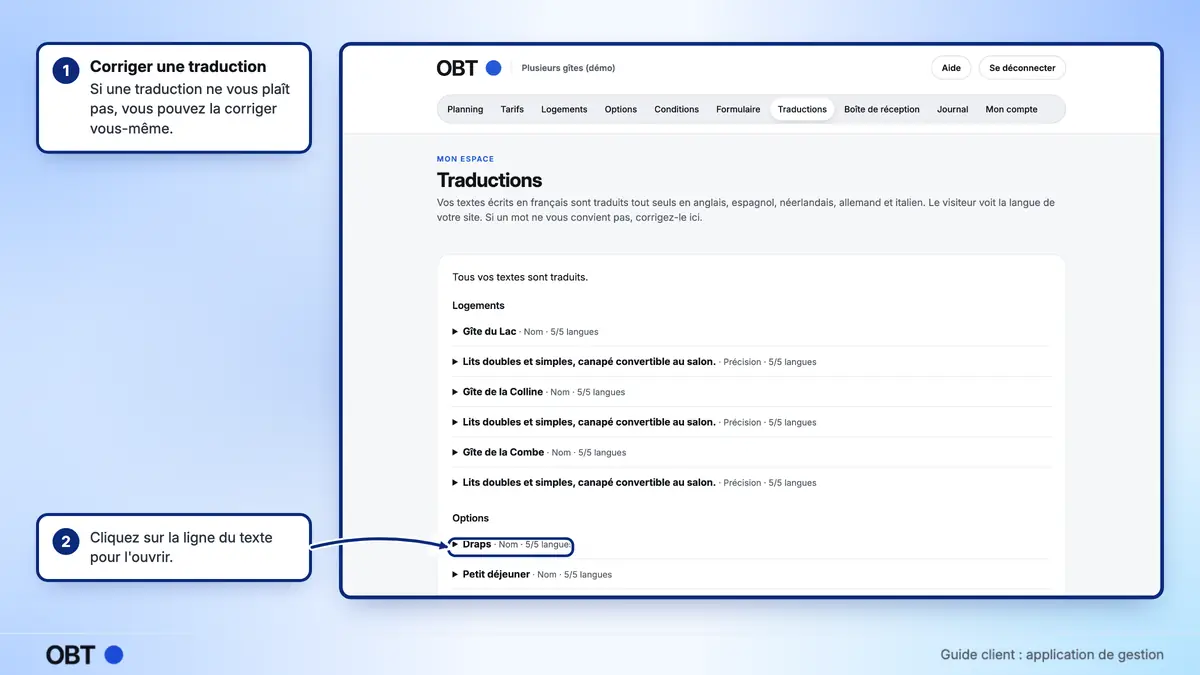 1
Corriger une traduction
Si une traduction ne vous plaît
pas, vous pouvez la corriger
vous-même.
OBT
Plusieurs gîtes (démo)
Aide
Se déconnecter
Planning
Tarifs
Logements
Options
Conditions
Formulaire
Traductions
Boîte de réception
Journal
Mon compte
MON ESPACE
Traductions
Vos textes écrits en français sont traduits tout seuls en anglais, espagnol, néerlandais, allemand et italien. Le visiteur voit la langue de
votre site. Si un mot ne vous convient pas, corrigez-le ici.
Tous vos textes sont traduits.
Logements
Gîte du Lac · Nom · 5/5 langues
Lits doubles et simples, canapé convertible au salon. · Précision · 5/5 langues
Gîte de la Colline · Nom · 5/5 langues
Lits doubles et simples, canapé convertible au salon. · Précision · 5/5 langues
Gîte de la Combe · Nom · 5/5 langues
Lits doubles et simples, canapé convertible au salon. · Précision · 5/5 langues
Options
2
Cliquez sur la ligne du texte
pour l'ouvrir.
Draps · Nom · 5/5 langues
Petit déjeuner · Nom · 5/5 langues
OBT
Guide client : application de gestion